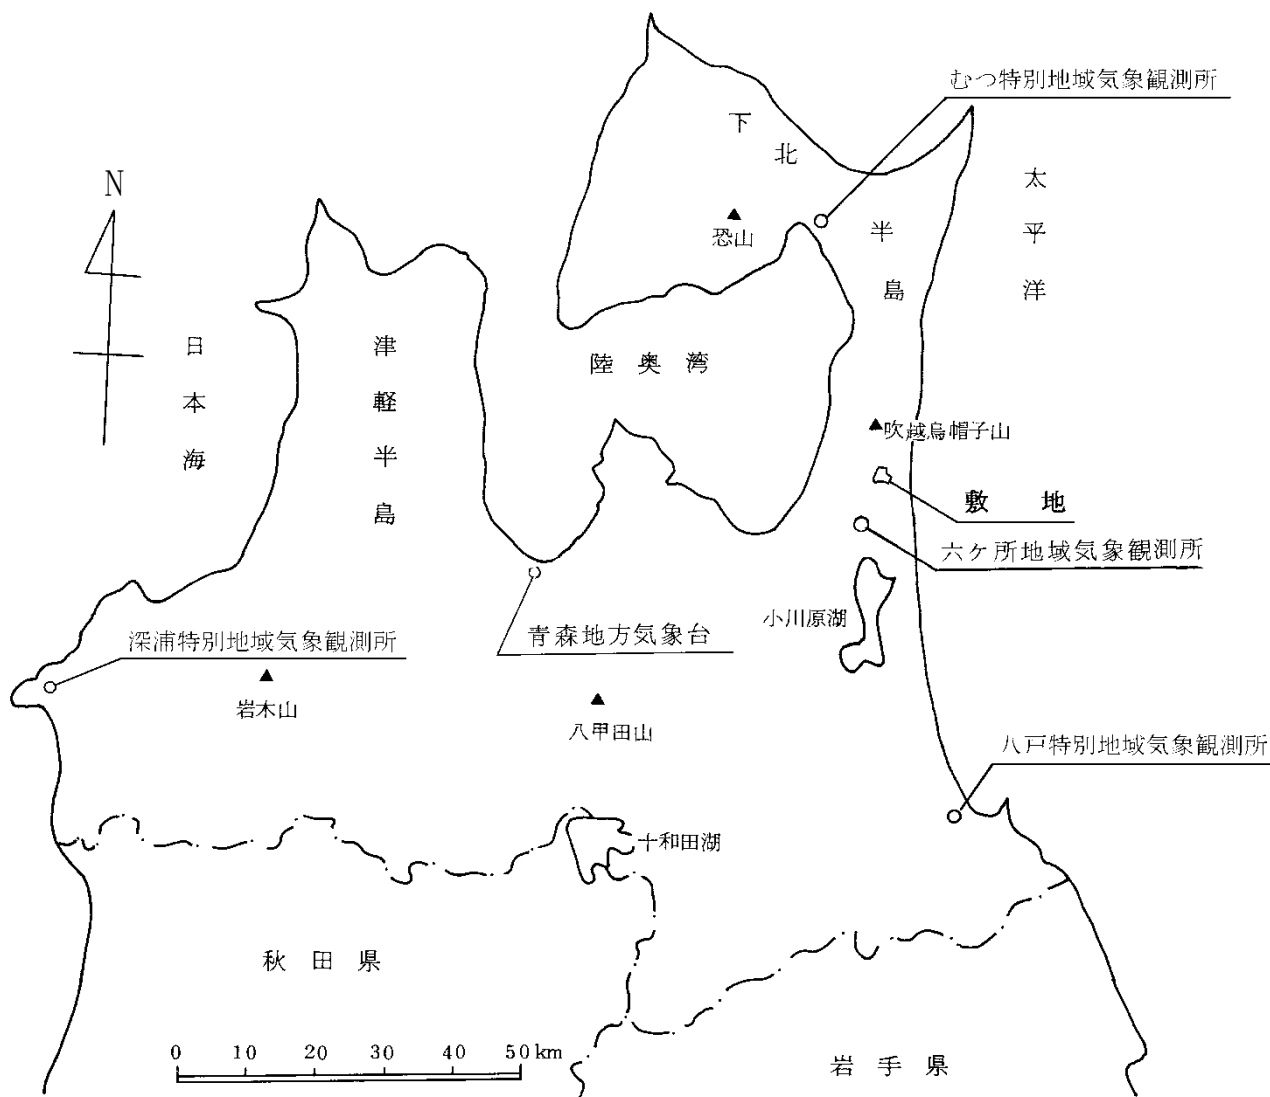 むつ特別地域気象観測所
下北半島
太平洋
N
恐山
日本海
津軽半島
陸奥湾
吹越烏帽子山
敷地
六ケ所地域気象観測所
小川原湖
深浦特別地域気象観測所
青森地方気象台
岩木山
八甲田山
八戸特別地域気象観測所
十和田湖
秋田県
0 10 20 30 40 50km
岩手県